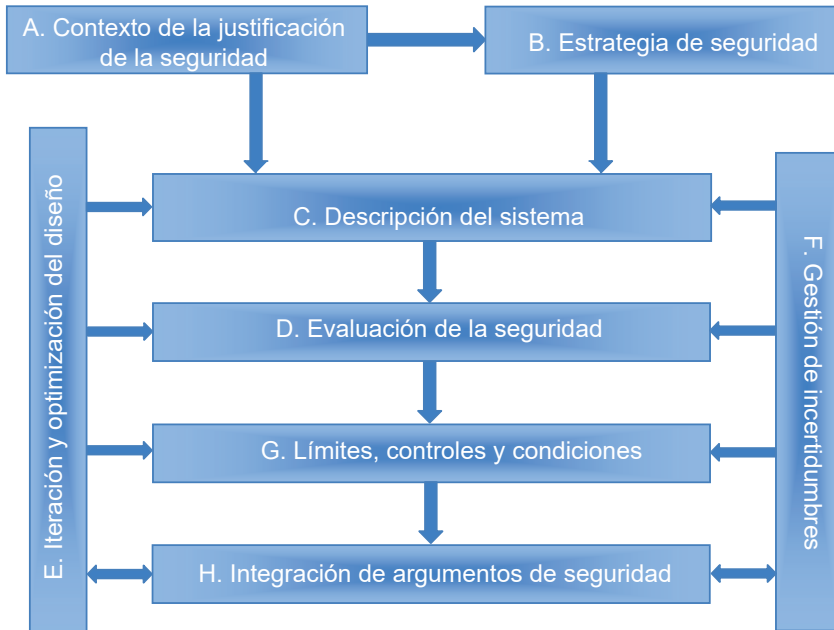 A. Contexto de la justificación
de la seguridad
B. Estrategia de seguridad
C. Descripción del sistema
D. Evaluación de la seguridad
E. Iteración y optimización del diseño
F. Gestión de incertidumbres
G. Límites, controles y condiciones
H. Integración de argumentos de seguridad